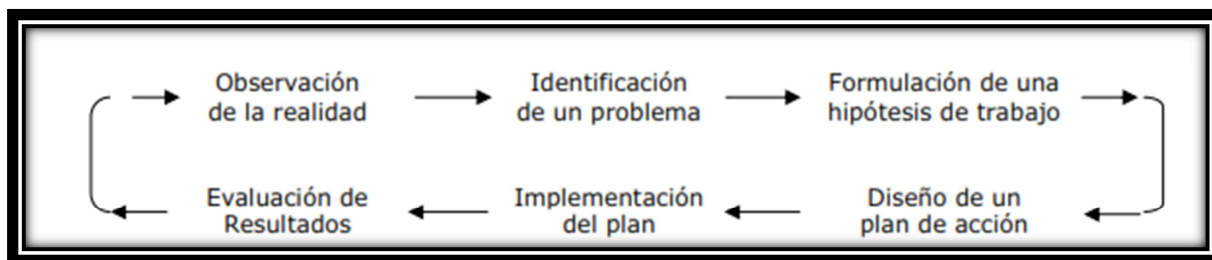 Observación
de la realidad
Identificación
de un problema
Formulación de una
hipótesis de trabajo
Diseño de un
plan de acción
Implementación
del plan
Evaluación de
Resultados